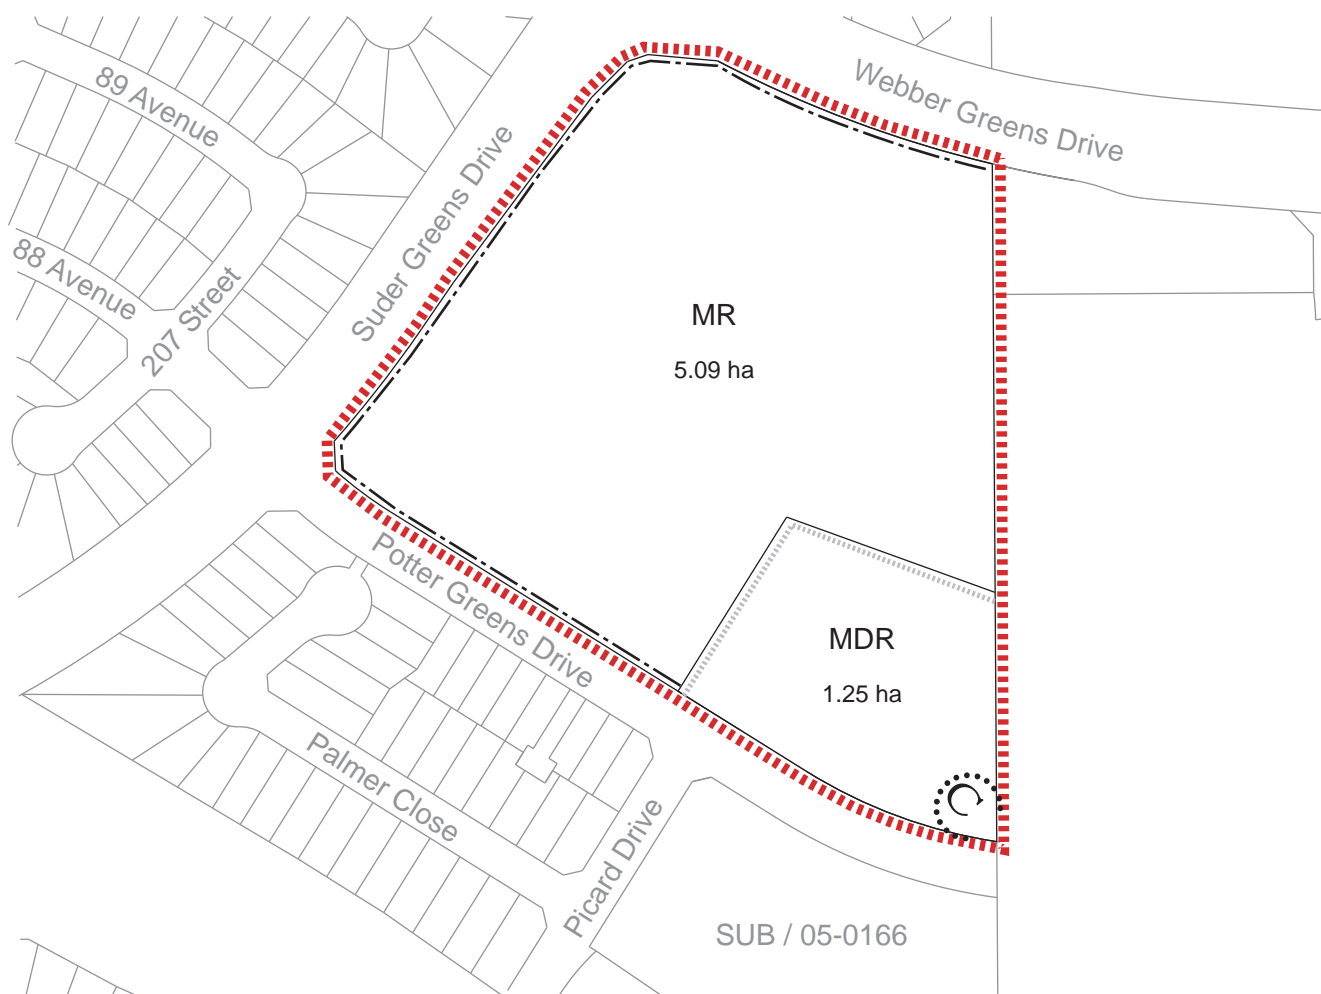 89 Avenue
Webber Greens Drive
Suder Greens Drive
88 Avenue
207 Street
MR
5.09 ha
Potter Greens Drive
MDR
1.25 ha
Palmer Close
Picard Drive
SUB / 05-0166